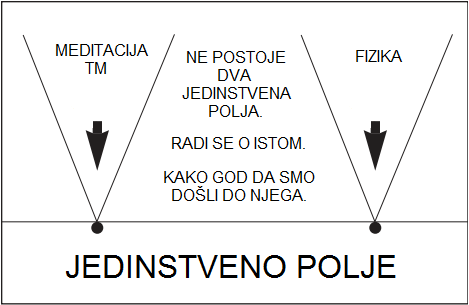 MEDITACIJA
TM
NE POSTOJE
DVA
JEDINSTVENA
POLJA.
RADI SE O ISTOM.
KAKO GOD DA SMO
DOŠLI DO NJEGA.
FIZIKA
JEDINSTVENO POLJE